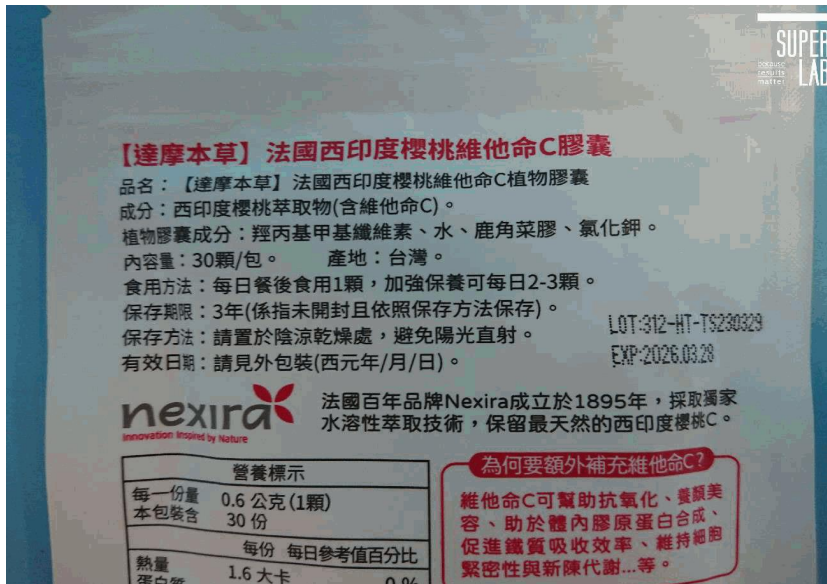 SUPER
LAB
because
results
matter
【達摩本草】法國西印度櫻桃維他命C膠囊
品名：【達摩本草】法國西印度櫻桃維他命C植物膠囊
成分：西印度櫻桃萃取物(含維他命C)。
植物膠囊成分：羥丙基甲基纖維素、水、鹿角菜膠、氯化鉀。
內容量：30顆/包。 產地：台灣。
食用方法：每日餐後食用1顆，加強保養可每日2-3顆。
保存期限：3年(係指未開封且依照保存方法保存)。
保存方法：請置於陰涼乾燥處，避免陽光直射。
有效日期：請見外包裝(西元年/月/日)。
LOT:312-HT-TS230329
EXP:2026.03.28
nexira
Innovation Inspired by Nature
法國百年品牌Nexira成立於1895年，採取獨家
水溶性萃取技術，保留最天然的西印度櫻桃C。
營養標示
每一份量 0.6 公克(1顆)
本包裝含 30 份
每份 每日參考值百分比
熱量 1.6 大卡
蛋白質 0 %
為何要額外補充維他命C?
維他命C可幫助抗氧化、養顏美
容、助於體內膠原蛋白合成、
促進鐵質吸收效率、維持細胞
緊密性與新陳代謝...等。